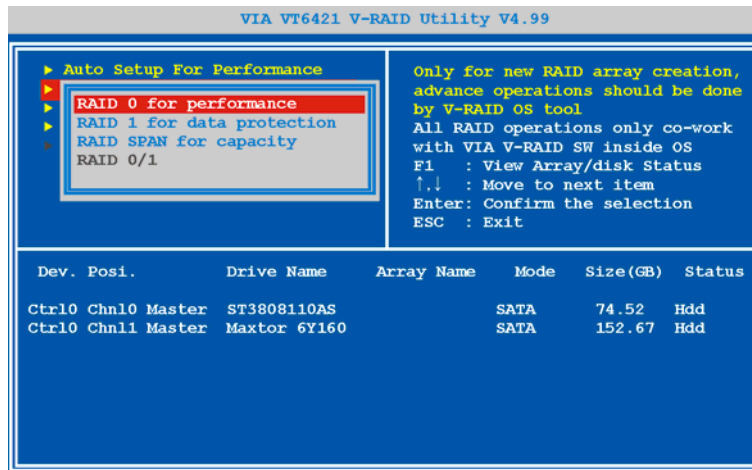 VIA VT6421 V-RAID Utility V4.99
Auto Setup For Performance
RAID 0 for performance
RAID 1 for data protection
RAID SPAN for capacity
RAID 0/1
Only for new RAID array creation,
advance operations should be done
by V-RAID OS tool
All RAID operations only co-work
with VIA V-RAID SW inside OS
F1 : View Array/disk Status
↑,↓ : Move to next item
Enter: Confirm the selection
ESC : Exit
Dev. Posi. Drive Name Array Name Mode Size(GB) Status
Ctrl0 Chnl0 Master ST3808110AS SATA 74.52 Hdd
Ctrl0 Chnl1 Master Maxtor 6Y160 SATA 152.67 Hdd